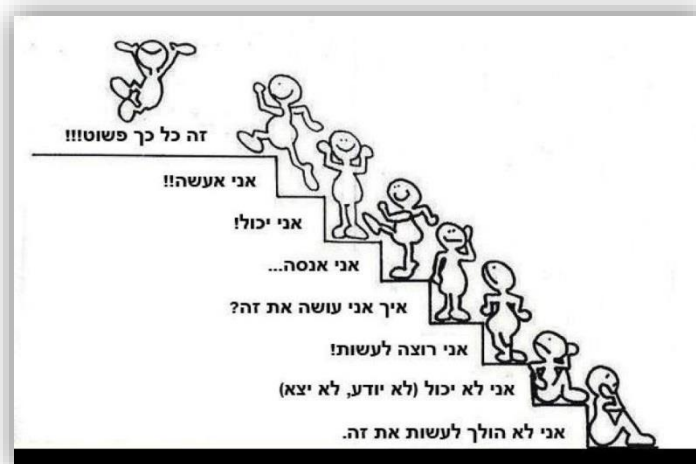 זה כל כך פשוט!!!
אני אעשה!!
אני יכול!
אני אנסה...
איך אני עושה את זה?
אני רוצה לעשות!
אני לא יכול (לא יודע, לא יצא)
אני לא הולך לעשות את זה.